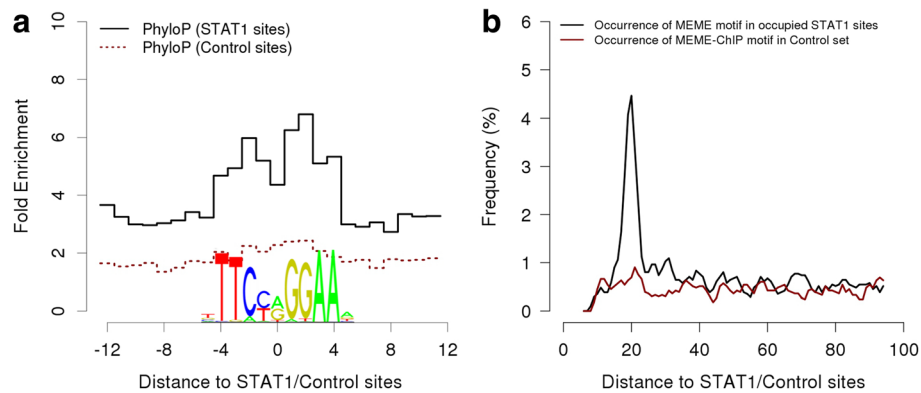 a
PhyloP (STAT1 sites)
PhyloP (Control sites)
Fold Enrichment
10
8
6
4
2
0
TTCCAGGAA
TG
-12 -8 -4 0 4 8 12
Distance to STAT1/Control sites
b
Occurrence of MEME motif in occupied STAT1 sites
Occurrence of MEME-ChIP motif in Control set
Frequency (%)
6
5
4
3
2
1
0
0 20 40 60 80 100
Distance to STAT1/Control sites